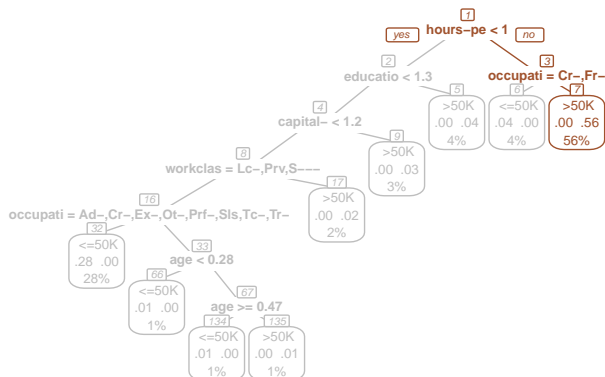 1
hours–pe < 1
yes
no
2
educatio < 1.3
3
occupati = Cr–,Fr–
4
capital– < 1.2
5
>50K
.00 .04
4%
6
<=50K
.04 .00
4%
7
>50K
.00 .56
56%
8
workclas = Lc–,Prv,S–––
9
>50K
.00 .03
3%
16
occupati = Ad–,Cr–,Ex–,Ot–,Prf–,Sls,Tc–,Tr–
17
>50K
.00 .02
2%
32
<=50K
.28 .00
28%
33
age < 0.28
66
<=50K
.01 .00
1%
67
age >= 0.47
134
<=50K
.01 .00
1%
135
>50K
.00 .01
1%